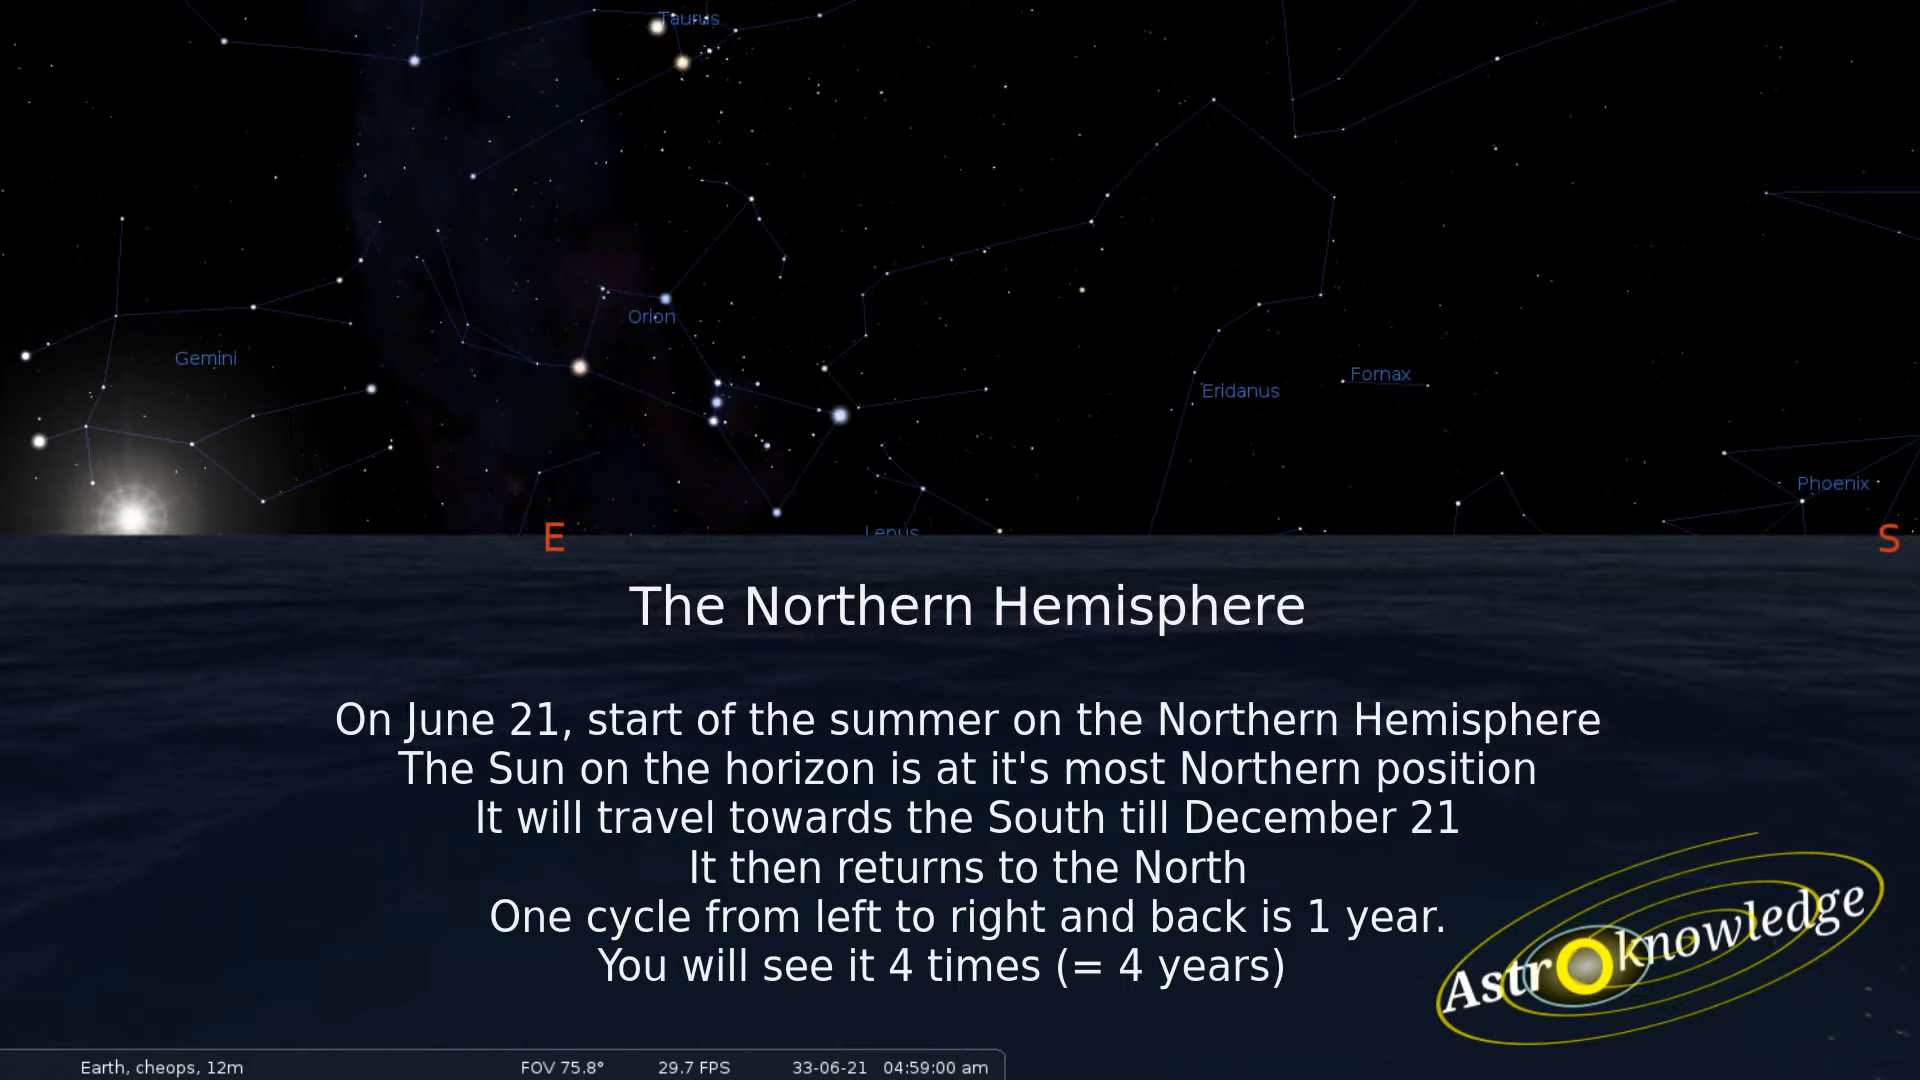 Taurus
Orion
Gemini
Fornax
Eridanus
Phoenix
Lepus
E
S
The Northern Hemisphere
On June 21, start of the summer on the Northern Hemisphere
The Sun on the horizon is at it's most Northern position
It will travel towards the South till December 21
It then returns to the North
One cycle from left to right and back is 1 year.
You will see it 4 times (= 4 years)
AstrOknowledge
Earth, cheops, 12m FOV 75.8° 29.7 FPS 33-06-21 04:59:00 am